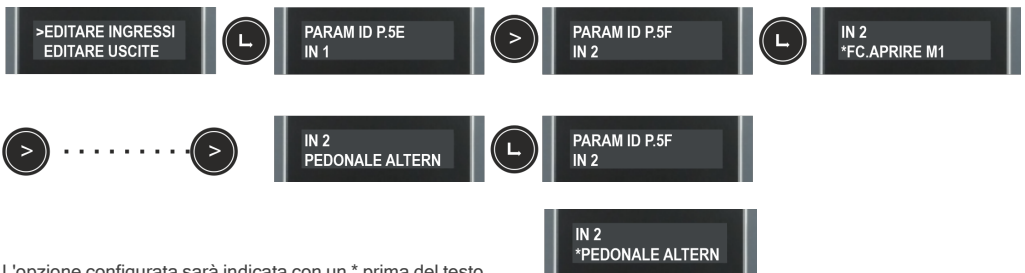 >EDITARE INGRESSI
EDITARE USCITE
PARAM ID P.5E
IN 1
>
PARAM ID P.5F
IN 2
IN 2
*FC.APRIRE M1
>
. . . . . . . . .
>
IN 2
PEDONALE ALTERN
PARAM ID P.5F
IN 2
IN 2
*PEDONALE ALTERN
L'opzione configurata sarà indicata con un * prima del testo